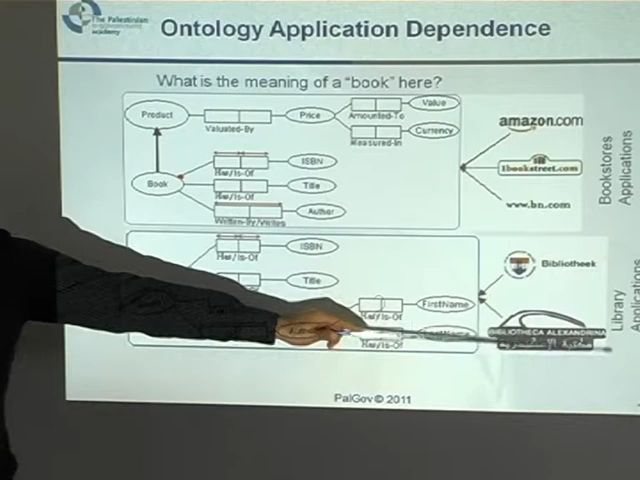 The Palestinian
Academy
Ontology Application Dependence
What is the meaning of a “book” here?
Product
Valuated-By
Price
Value
Amounted-To
Currency
Measured-In
ISBN
Has/Is-Of
Book
Title
Has/Is-Of
Author
Written-By/Writes
amazon.com
1bookstreet.com
www.bn.com
Bookstores
Applications
ISBN
Has/Is-Of
Title
FirstName
Has/Is-Of
Has/Is-Of
Bibliotheek
BIBLIOTHECA ALEXANDRINA
مكتبة الإسكندرية
Library
Applications
PalGov © 2011